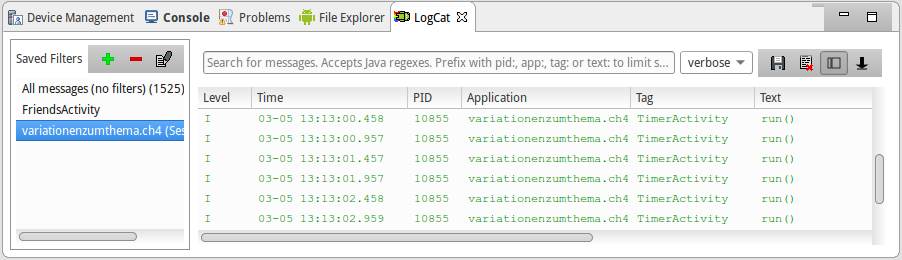 Device Management Console Problems File Explorer LogCat
Saved Filters
All messages (no filters) (1525)
FriendsActivity
variationenzumthema.ch4 (Ses
Search for messages. Accepts Java regexes. Prefix with pid:, app:, tag: or text: to limit s... verbose
Level Time PID Application Tag Text
I 03-05 13:13:00.458 10855 variationenzumthema.ch4 TimerActivity run()
I 03-05 13:13:00.957 10855 variationenzumthema.ch4 TimerActivity run()
I 03-05 13:13:01.457 10855 variationenzumthema.ch4 TimerActivity run()
I 03-05 13:13:01.957 10855 variationenzumthema.ch4 TimerActivity run()
I 03-05 13:13:02.458 10855 variationenzumthema.ch4 TimerActivity run()
I 03-05 13:13:02.959 10855 variationenzumthema.ch4 TimerActivity run()